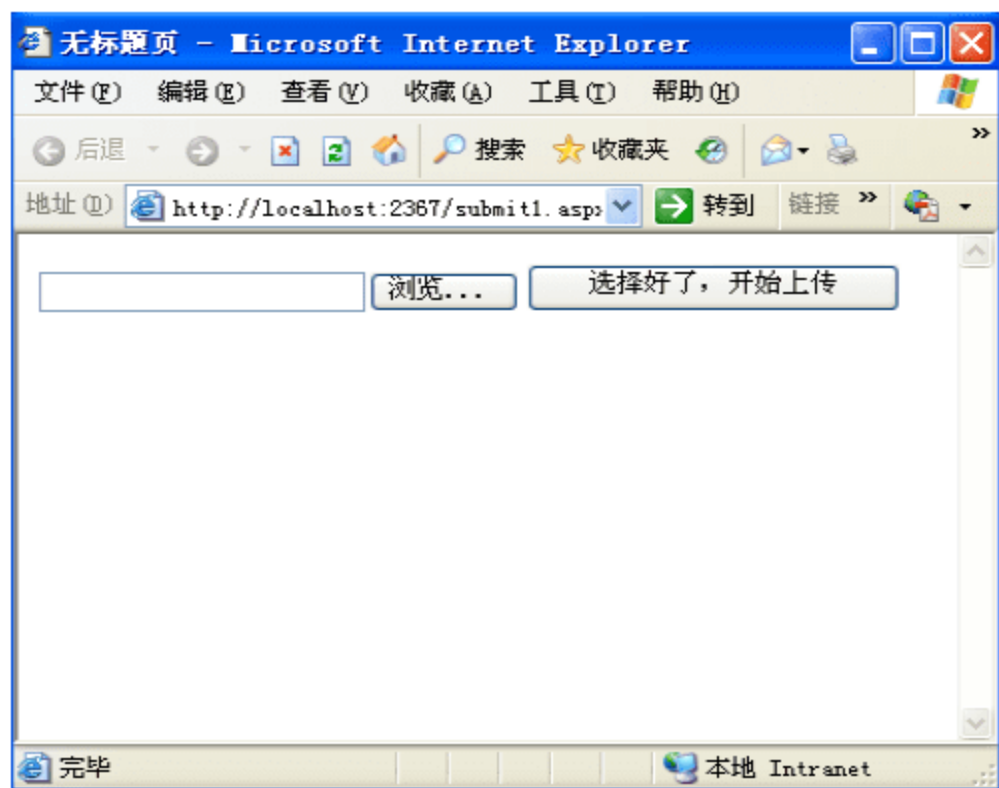 无标题页 - Microsoft Internet Explorer
文件(F) 编辑(E) 查看(V) 收藏(A) 工具(T) 帮助(H)
后退 搜索 收藏夹 »
地址(D) http://localhost:2367/submit1.aspx 转到 链接 »
浏览... 选择好了，开始上传
完毕 本地 Intranet